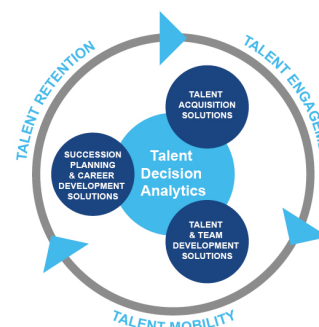 TALENT RETENTION
TALENT ENGAGEM
TALENT
ACQUISITION
SOLUTIONS
SUCCESSION
PLANNING
& CAREER
DEVELOPMENT
SOLUTIONS
Talent
Decision
Analytics
TALENT
& TEAM
DEVELOPMENT
SOLUTIONS
TALENT MOBILITY